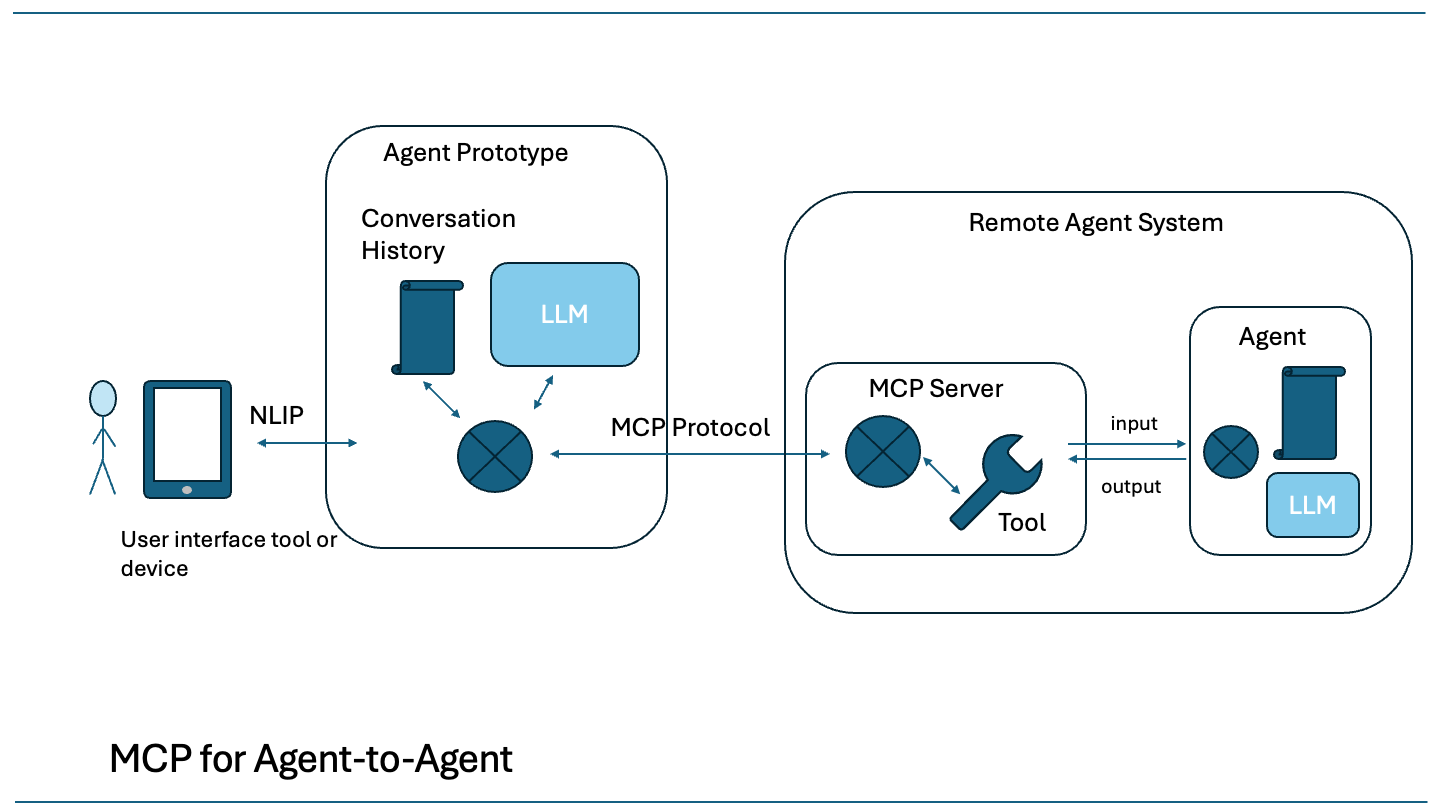 Agent Prototype
Conversation
History
LLM
NLIP
User interface tool or
device
MCP Protocol
Remote Agent System
MCP Server
Tool
input
output
Agent
LLM
MCP for Agent-to-Agent